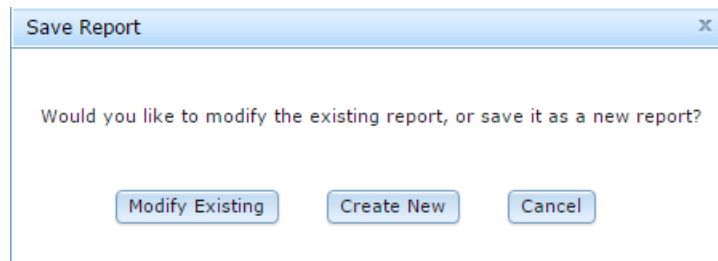 Save Report x
Would you like to modify the existing report, or save it as a new report?
Modify Existing Create New Cancel